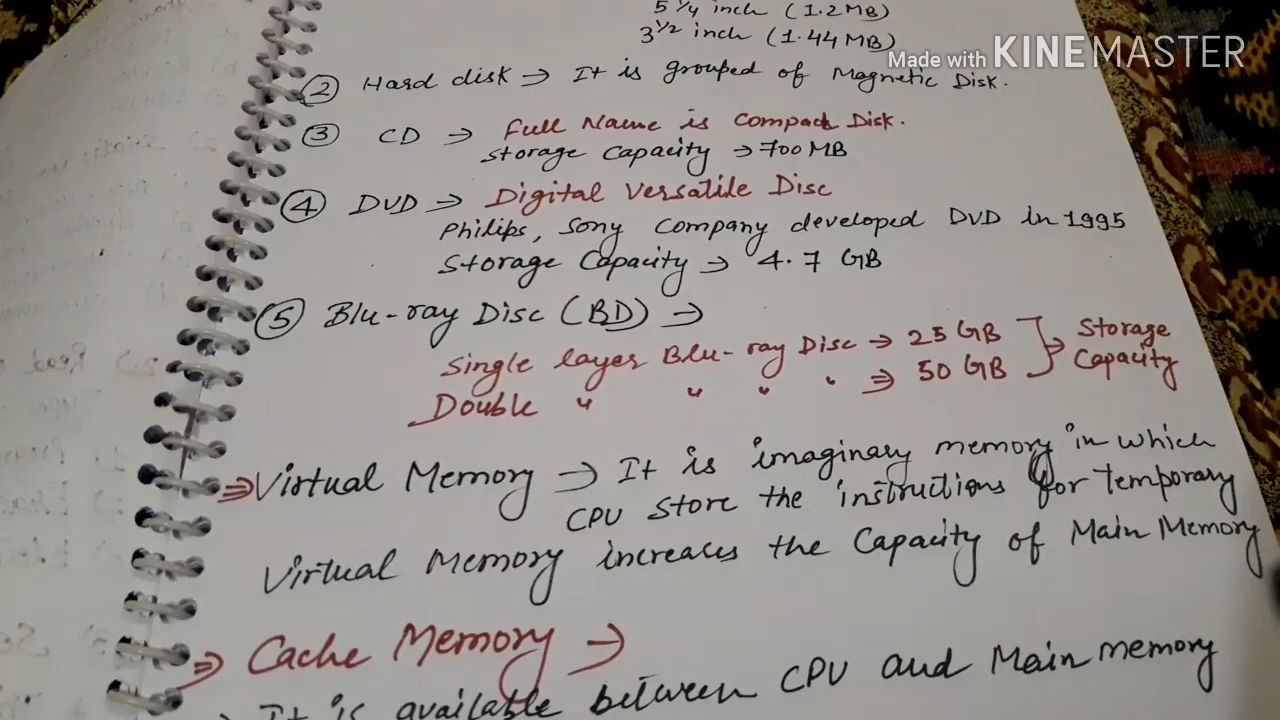 5 1/4 inch (1.2MB)
3 1/2 inch (1.44MB)
Made with KINEMASTER
② Hard disk → It is grouped of Magnetic Disk.
③ CD → Full Name is Compact Disk.
Storage Capacity → 700 MB
④ DVD → Digital Versatile Disc
Philips, Sony Company developed DVD in 1995
Storage Capacity → 4.7 GB
⑤ Blu-ray Disc (BD) →
Single layer Blu-ray Disc → 25 GB
Double " " " " ⇒ 50 GB
→ Storage Capacity
⇒ Virtual Memory → It is imaginary memory in which
CPU Store the instructions for Temporary
Virtual Memory increases the Capacity of Main Memory
⇒ Cache Memory →
→ It is available between CPU and Main memory